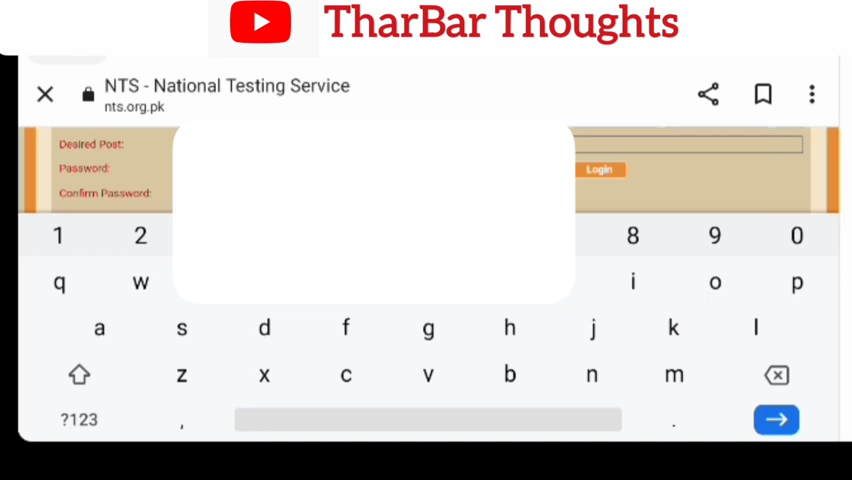 TharBar Thoughts
NTS - National Testing Service
nts.org.pk
Desired Post:
Password:
Login
Confirm Password:
1 2 8 9 0
q w i o p
a s d f g h j k l
z x c v b n m
?123 , .